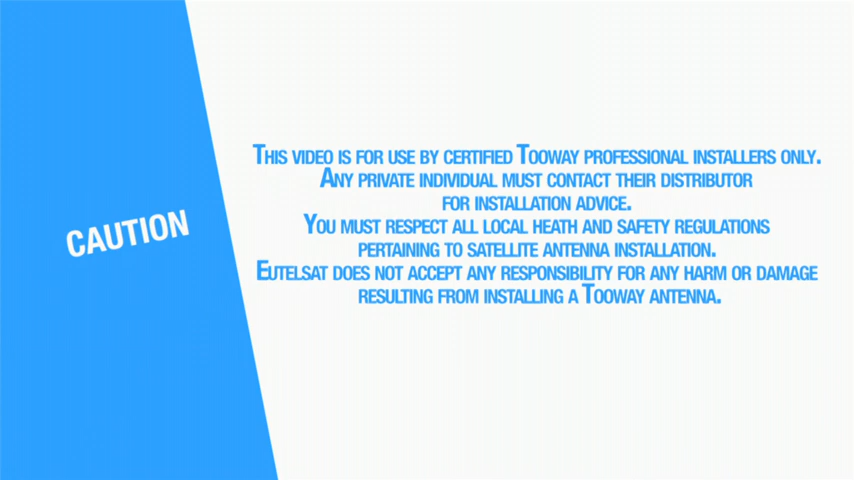 CAUTION
This video is for use by certified Tooway professional installers only.
Any private individual must contact their distributor
for installation advice.
You must respect all local heath and safety regulations
pertaining to satellite antenna installation.
Eutelsat does not accept any responsibility for any harm or damage
resulting from installing a Tooway antenna.